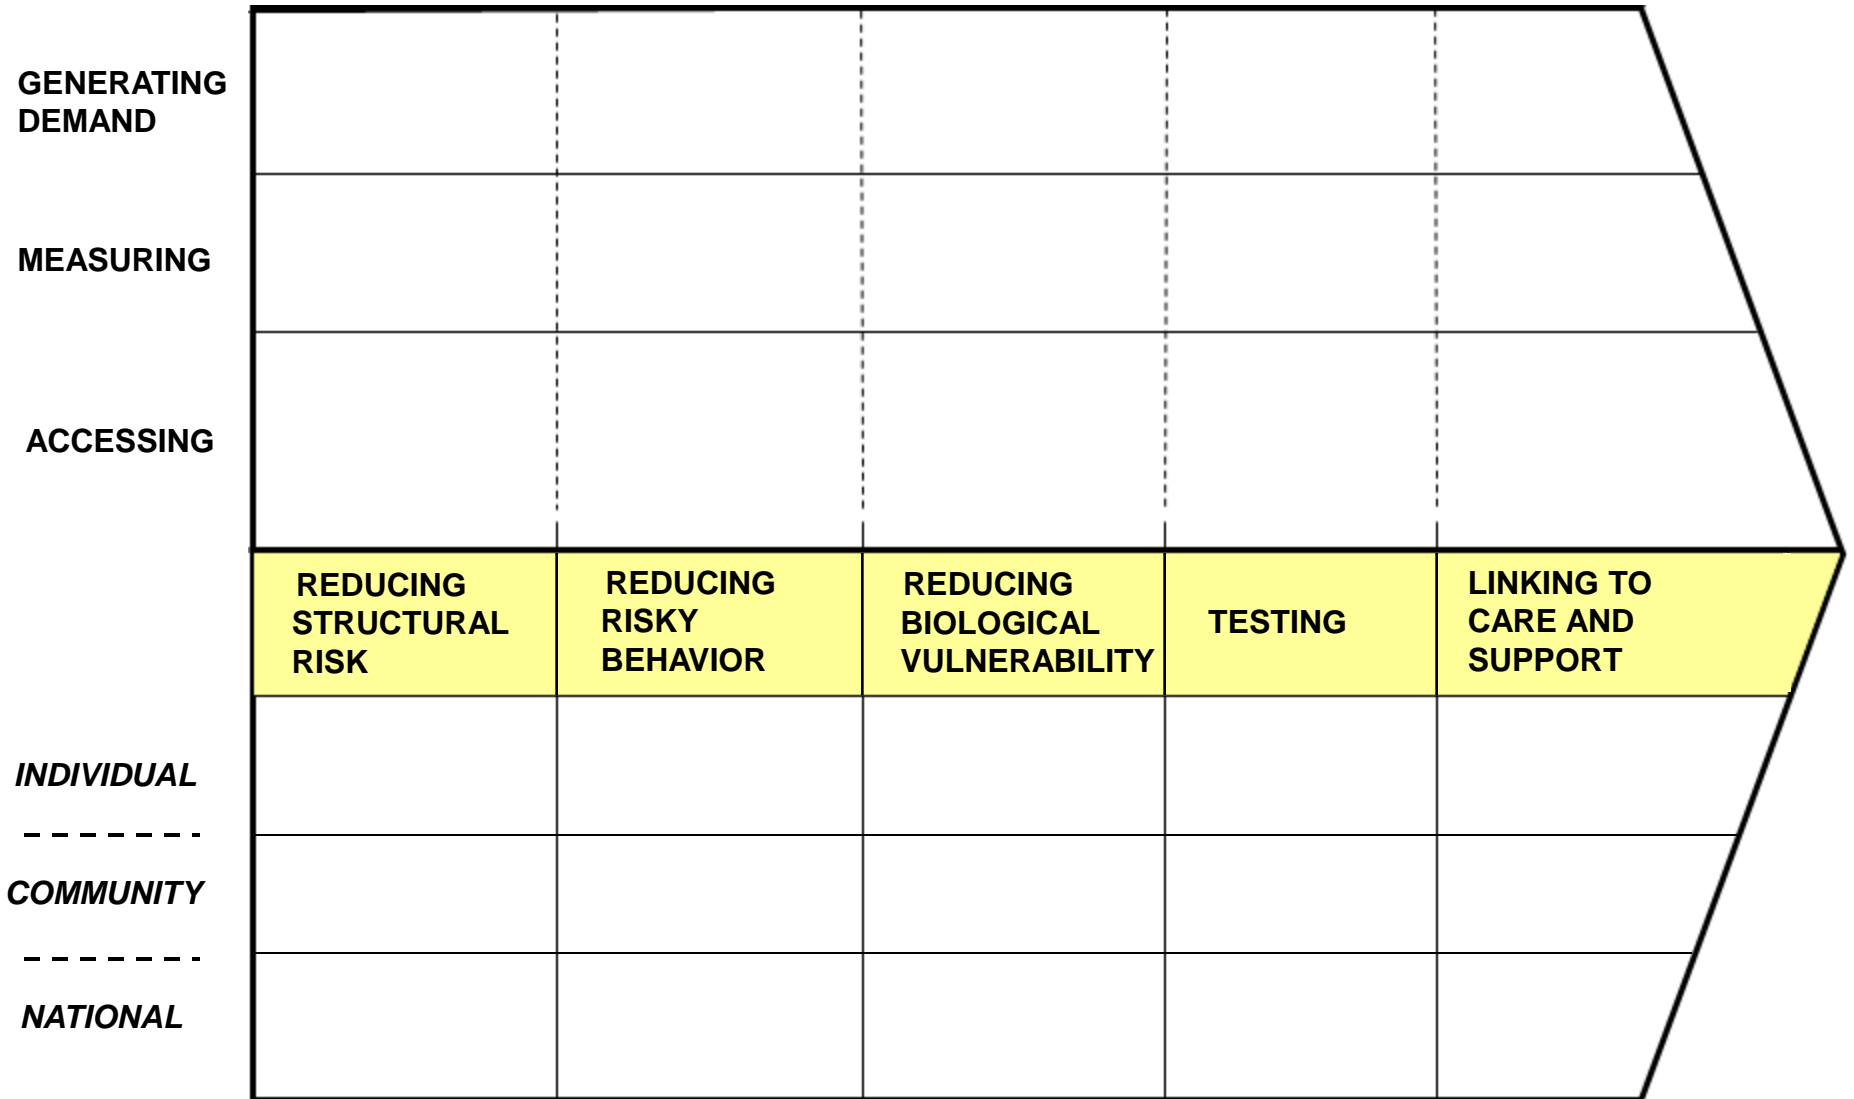 GENERATING
DEMAND
MEASURING
ACCESSING
REDUCING
STRUCTURAL
RISK
REDUCING
RISKY
BEHAVIOR
REDUCING
BIOLOGICAL
VULNERABILITY
TESTING
LINKING TO
CARE AND
SUPPORT
INDIVIDUAL
COMMUNITY
NATIONAL